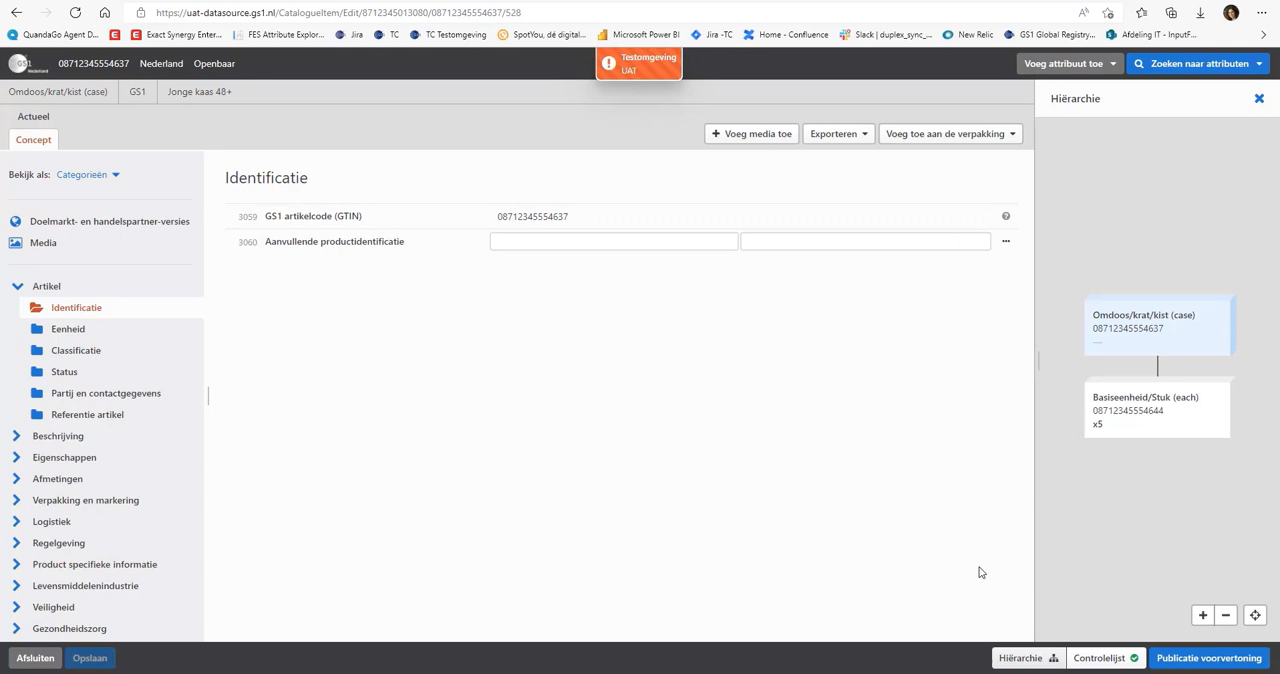 https://uat-datasource.gs1.nl/CatalogueItem/Edit/8712345013080/08712345554637/528
QuandaGo Agent D...
Exact Synergy Enter...
FES Attribute Explor...
Jira
TC
TC Testomgeving
SpotYou, dé digital...
Microsoft Power BI
Jira -TC
Home - Confluence
Slack | duplex_sync_...
New Relic
GS1 Global Registry...
Afdeling IT - InputF...
GS1 Nederland
08712345554637
Nederland
Openbaar
Testomgeving
UAT
Voeg attribuut toe
Zoeken naar attributen
Omdoos/krat/kist (case)
GS1
Jonge kaas 48+
Hiërarchie
Actueel
Concept
Voeg media toe
Exporteren
Voeg toe aan de verpakking
Bekijk als: Categorieën
Doelmarkt- en handelspartner-versies
Media
Artikel
Identificatie
Eenheid
Classificatie
Status
Partij en contactgegevens
Referentie artikel
Beschrijving
Eigenschappen
Afmetingen
Verpakking en markering
Logistiek
Regelgeving
Product specifieke informatie
Levensmiddelenindustrie
Veiligheid
Gezondheidszorg
Identificatie
3059 GS1 artikelcode (GTIN) 08712345554637
3060 Aanvullende productidentificatie
Omdoos/krat/kist (case)
08712345554637
Basiseenheid/Stuk (each)
08712345554644
x5
Afsluiten
Opslaan
Hiërarchie
Controlelijst
Publicatie voorvertoning